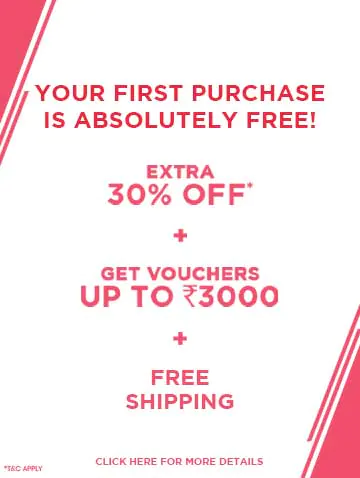 YOUR FIRST PURCHASE
IS ABSOLUTELY FREE!
EXTRA
30% OFF*
+
GET VOUCHERS
UP TO ₹3000
+
FREE
SHIPPING
CLICK HERE FOR MORE DETAILS
*T&C APPLY